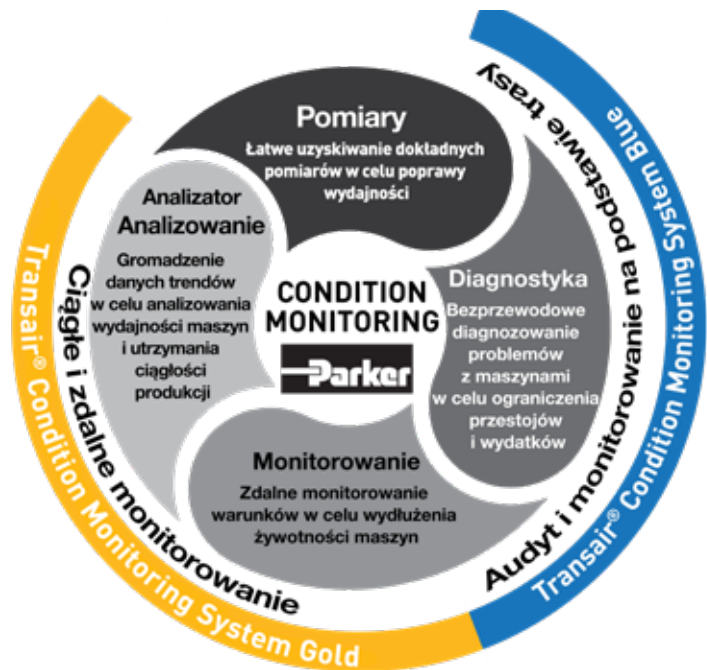 Pomiary
Łatwe uzyskiwanie dokładnych
pomiarów w celu poprawy
wydajności
Analizator
Analizowanie
Gromadzenie
danych trendów
w celu analizowania
wydajności maszyn
i utrzymania
ciągłości
produkcji
CONDITION
MONITORING
Parker
Diagnostyka
Bezprzewodowe
diagnozowanie
problemów
z maszynami
w celu ograniczenia
przestojów
i wydatków
Monitorowanie
Zdalne monitorowanie
warunków w celu wydłużenia
żywotności maszyn
Ciągłe i zdalne monitorowanie
Transair® Condition Monitoring System Gold
Audyt i monitorowanie na podstawie trasy
Transair® Condition Monitoring System Blue